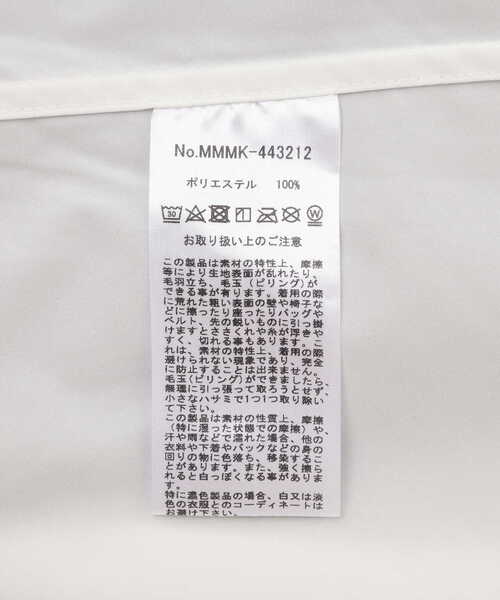 No.MMMK-443212
ポリエステル 100%
30 W
お取り扱い上のご注意
この製品は素材の特性上、摩擦
等により生地表面が乱れたり、
毛羽立ち、毛玉(ピリング)が
できる事が有ります。着用の際
に荒れた粗い表面の壁や椅子な
どに擦ったり座ったりバッグや
ベルト、先の鋭いものに引っ掛
けますとささくれや糸が浮きや
すく、切れる事もあります。こ
れは、素材の特性上、着用の際
避けられない現象であり、完全
に防止することは出来ません。
毛玉(ピリング)ができましたら、
無理に引っ張って取ろうとせず、
小さなハサミで1つ1つ取り除い
て下さい。
この製品は素材の性質上、摩擦
(特に湿った状態での摩擦)や、
汗や雨などで濡れた場合、他の
衣料や下着やバックなどの身の
回りの物に色落ち、移染するこ
とがあります。また、強く擦ら
れると白っぽくなる事がありま
す。
特に濃色製品の場合、白又は淡
色の衣服とのコーディネートは
お避け下さい。